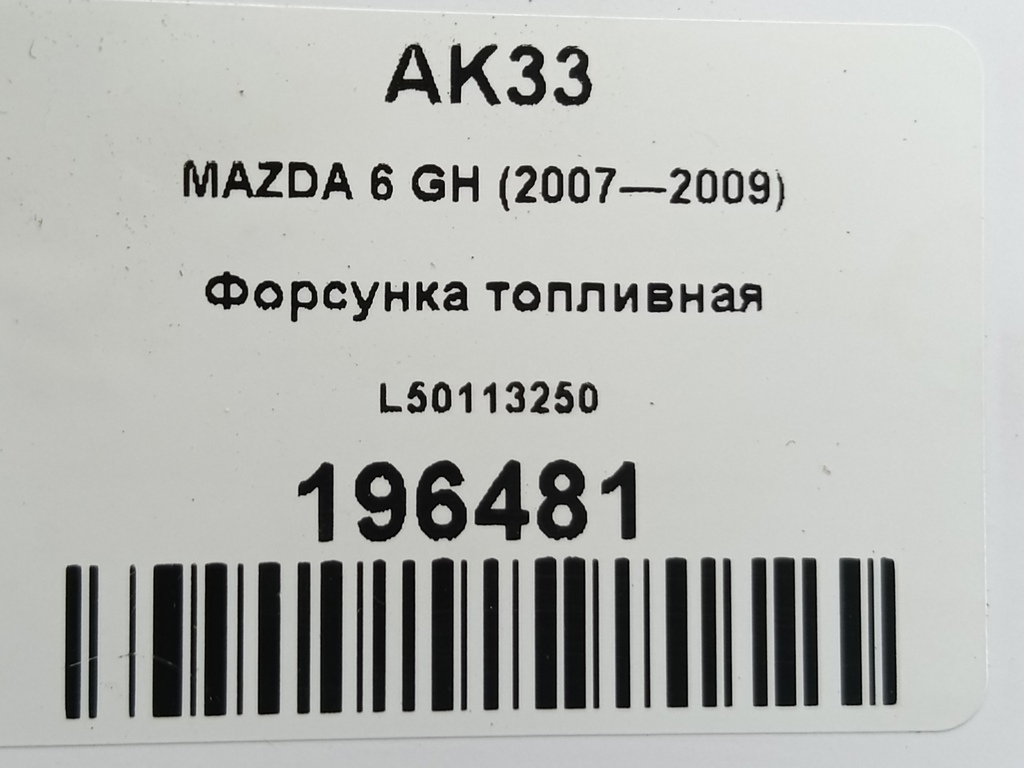 AK33
MAZDA 6 GH (2007—2009)
Форсунка топливная
L50113250
196481